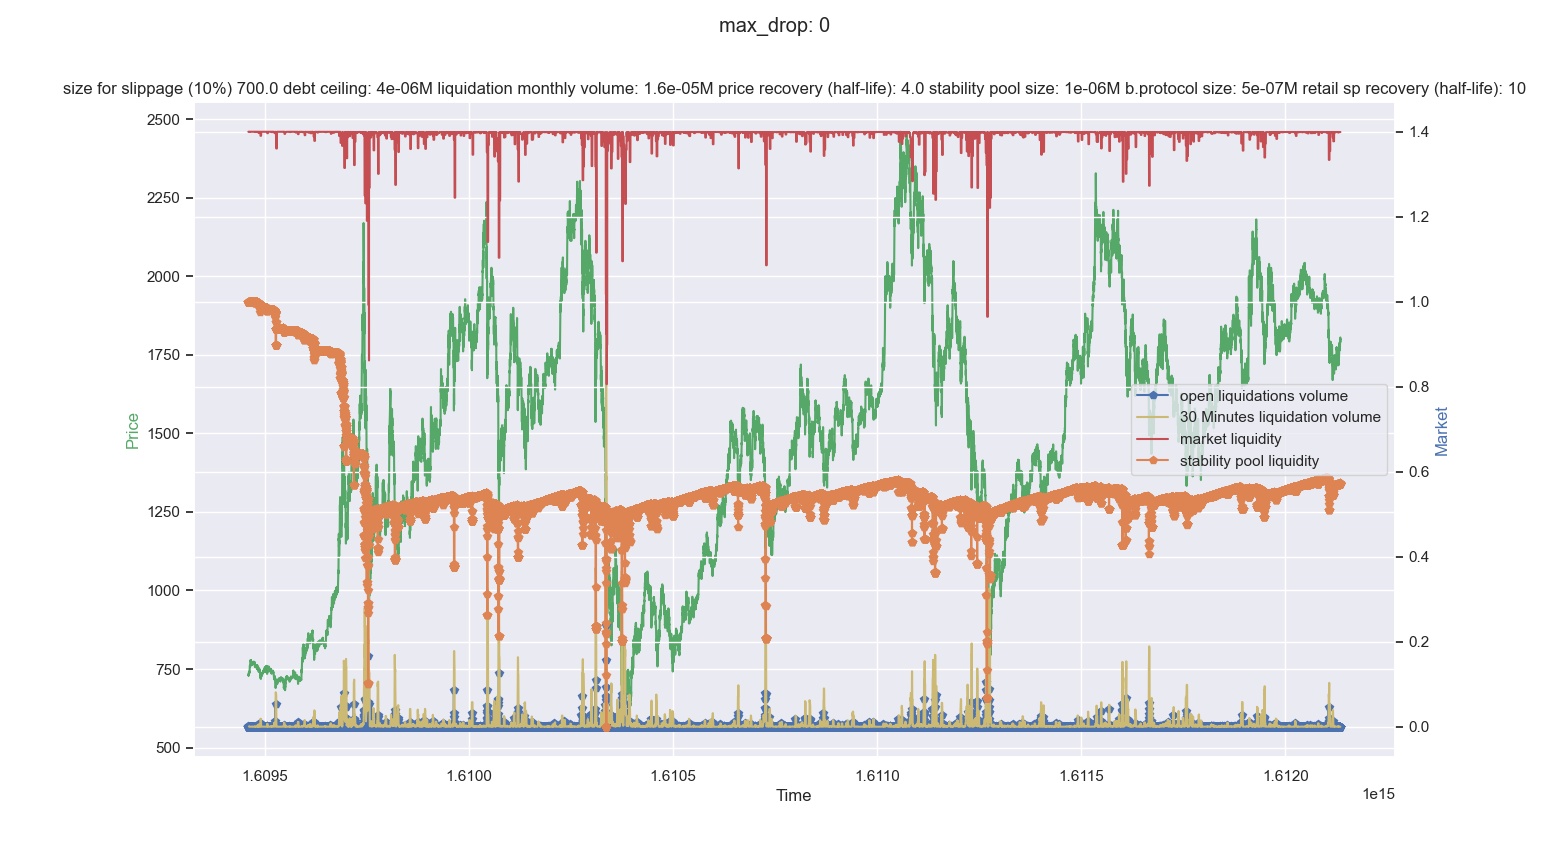 max_drop: 0
size for slippage (10%) 700.0 debt ceiling: 4e-06M liquidation monthly volume: 1.6e-05M price recovery (half-life): 4.0 stability pool size: 1e-06M b.protocol size: 5e-07M retail sp recovery (half-life): 10
2500
2250
2000
1750
1500
1250
1000
750
500
Price
1.4
1.2
1.0
0.8
0.6
0.4
0.2
0.0
Market
open liquidations volume
30 Minutes liquidation volume
market liquidity
stability pool liquidity
1.6095
1.6100
1.6105
1.6110
1.6115
1.6120
Time
1e15